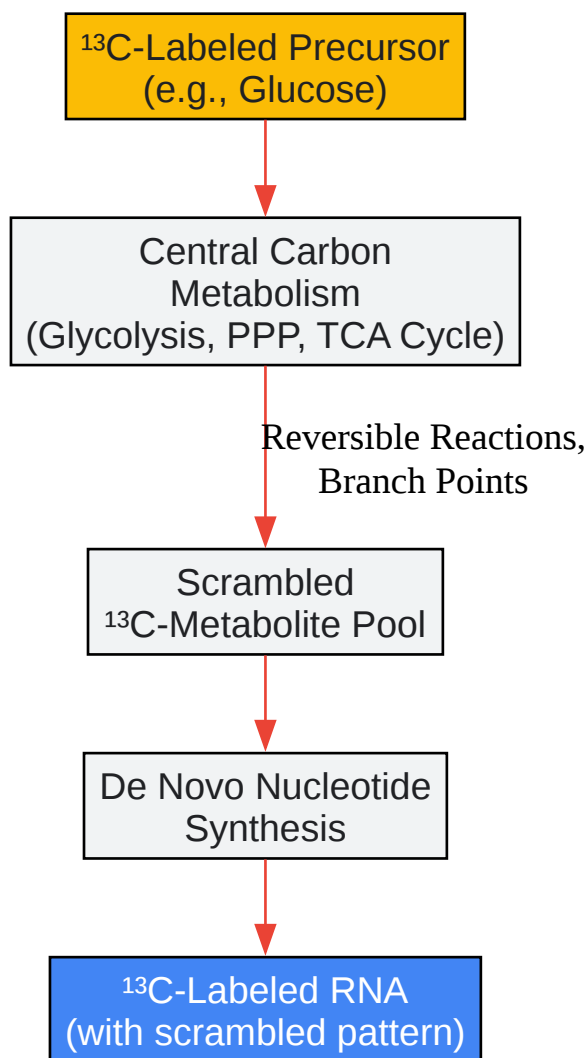 ¹³C-Labeled Precursor
(e.g., Glucose)
Central Carbon
Metabolism
(Glycolysis, PPP, TCA Cycle)
Reversible Reactions,
Branch Points
Scrambled
¹³C-Metabolite Pool
De Novo Nucleotide
Synthesis
¹³C-Labeled RNA
(with scrambled pattern)